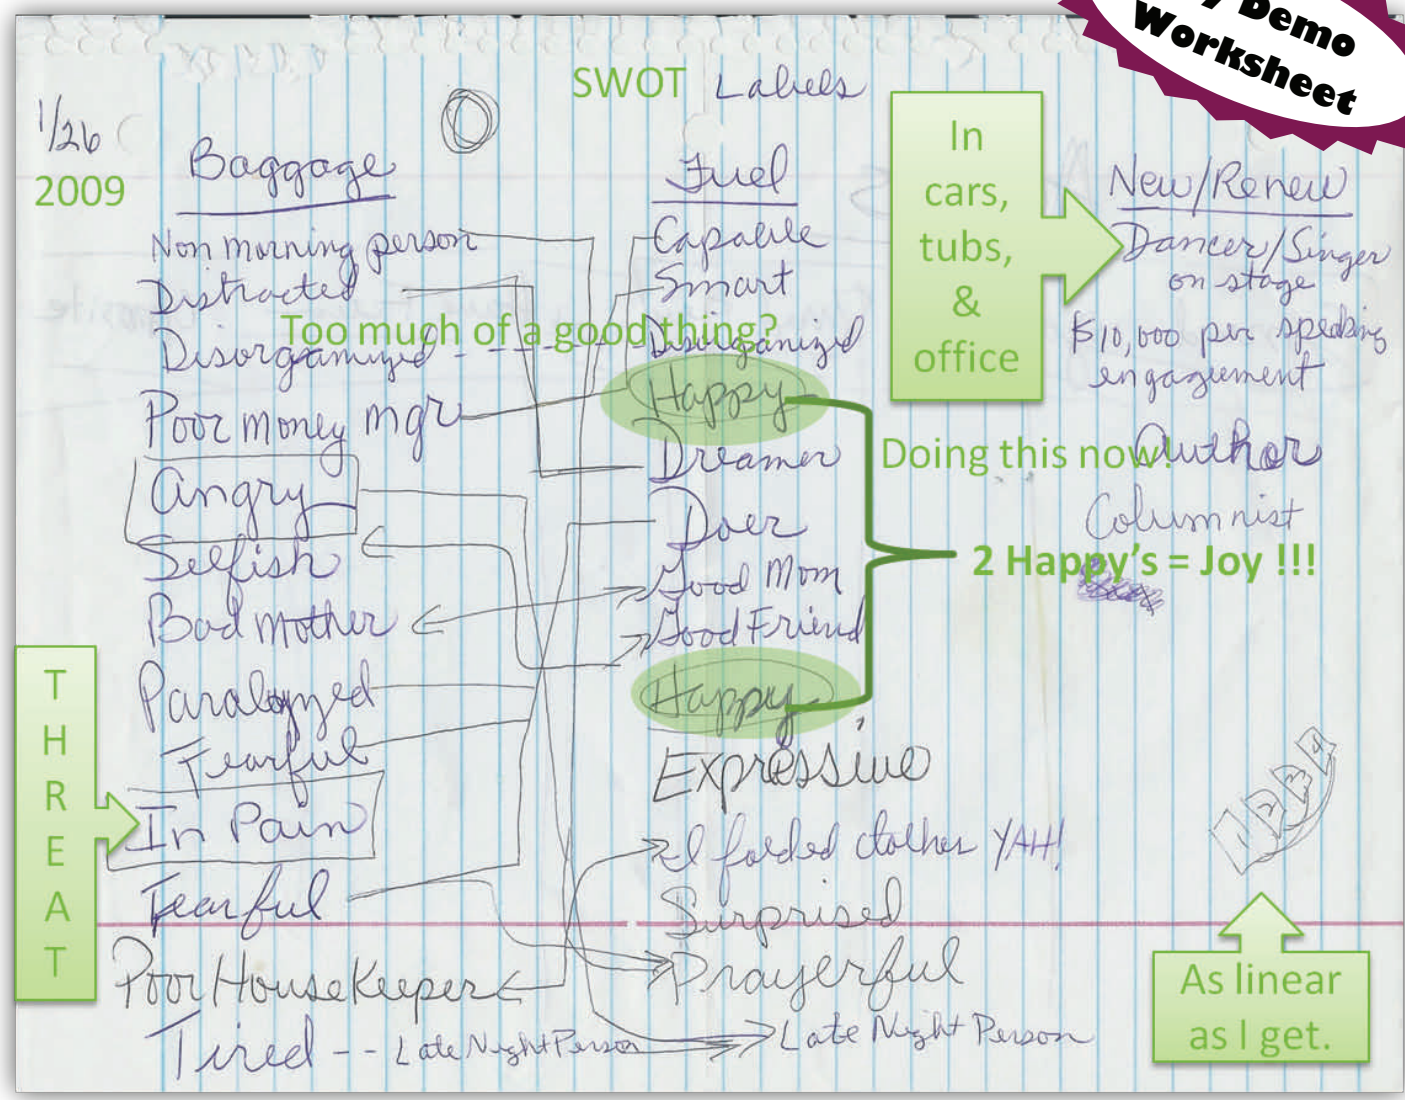 Demo
Worksheet
SWOT Labels
1/26
2009
Baggage
Non morning person
Distracted
Too much of a good thing?
Disorganized
Poor money mgr
Angry
Selfish
Bad mother
Paralyzed
Fearful
In Pain
Fearful
Poor HouseKeeper
Tired -- Late Night Person
THREAT
Fuel
Capable
Smart
Disorganized
Happy
Dreamer
Doer
Good Mom
Good Friend
Happy
Expressive
I folded clothes YAH!
Surprised
Prayerful
Late Night Person
In
cars,
tubs,
&
office
New/Renew
Dancer/Singer
on stage
$10,000 per speaking
engagement
Doing this now!
Author
Columnist
2 Happy's = Joy !!!
1 2 3 4
As linear
as I get.